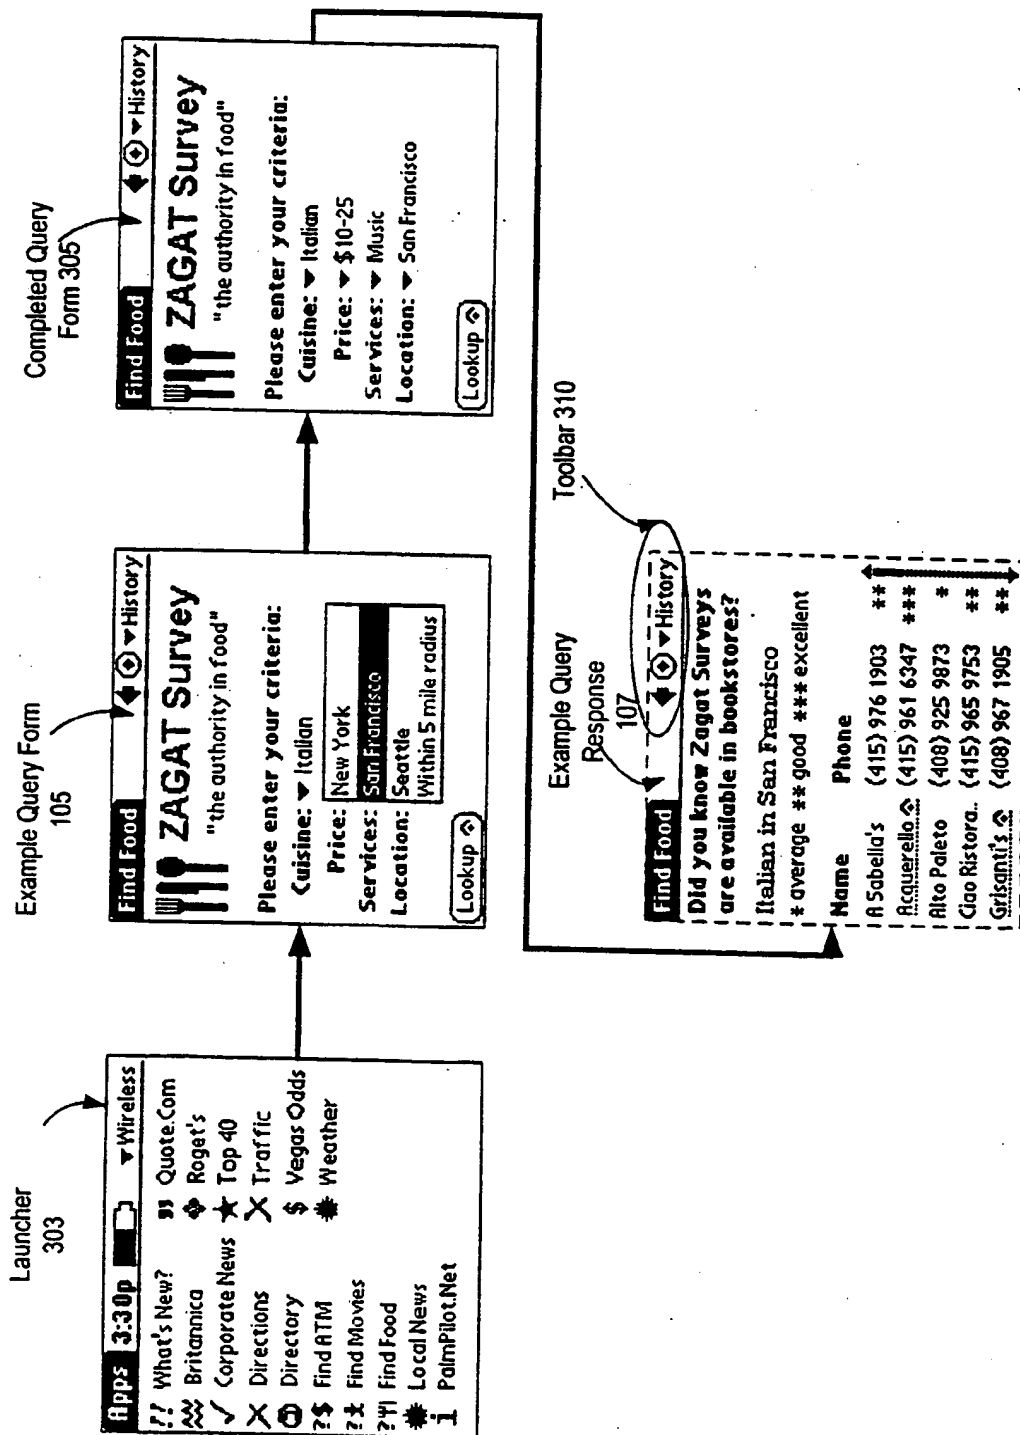 Launcher
303
Apps 3:30p Wireless
?? What's New?
Britannica
Corporate News
Directions
Directory
?$ Find ATM
Find Movies
Find Food
Local News
i PalmPilot.Net
Quote.Com
Roget's
Top 40
Traffic
$ Vegas Odds
Weather
Example Query Form
105
Find Food History
ZAGAT Survey
"the authority in food"
Please enter your criteria:
Cuisine: Italian
Price:
Services:
Location:
New York
San Francisco
Seattle
Within 5 mile radius
Lookup
Completed Query
Form 305
Find Food History
ZAGAT Survey
"the authority in food"
Please enter your criteria:
Cuisine: Italian
Price: $10-25
Services: Music
Location: San Francisco
Lookup
Example Query
Response
107
Toolbar 310
Find Food History
Did you know Zagat Surveys
are available in bookstores?
Italian in San Francisco
* average ** good *** excellent
Name Phone
A Sabella's (415) 976 1903 **
Acquerello (415) 961 6347 ***
Alto Paleto (408) 925 9873 *
Ciao Ristora.. (415) 965 9753 **
Grisanti's (408) 967 1905 **